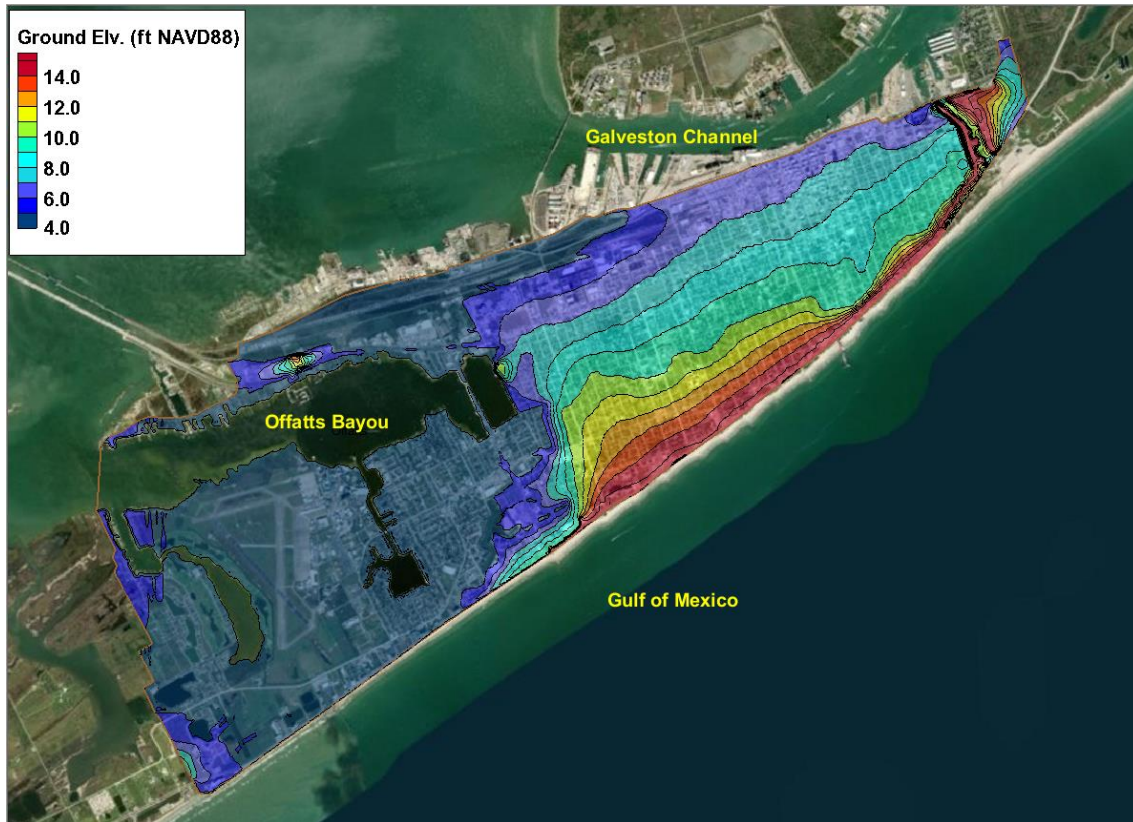 Ground Elv. (ft NAVD88)
14.0
12.0
10.0
8.0
6.0
4.0
Galveston Channel
Offatts Bayou
Gulf of Mexico